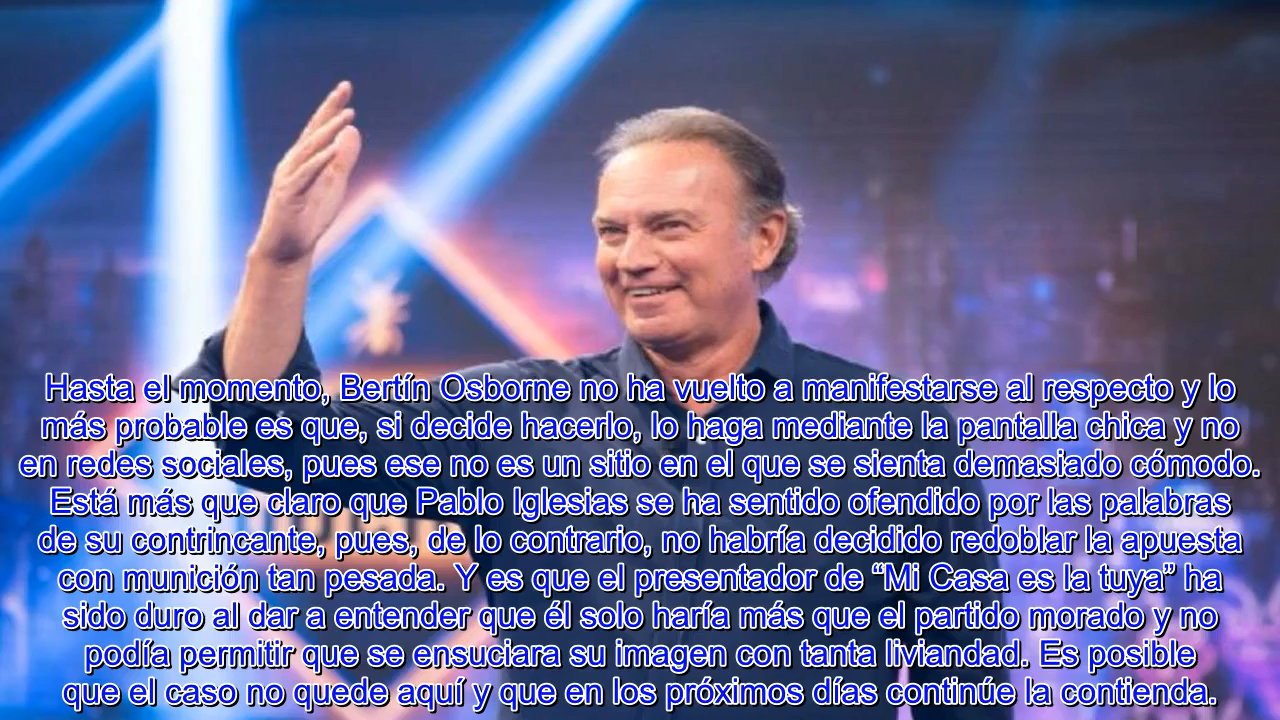 Hasta el momento, Bertín Osborne no ha vuelto a manifestarse al respecto y lo
más probable es que, si decide hacerlo, lo haga mediante la pantalla chica y no
en redes sociales, pues ese no es un sitio en el que se sienta demasiado cómodo.
Está más que claro que Pablo Iglesias se ha sentido ofendido por las palabras
de su contrincante, pues, de lo contrario, no habría decidido redoblar la apuesta
con munición tan pesada. Y es que el presentador de “Mi Casa es la tuya” ha
sido duro al dar a entender que él solo haría más que el partido morado y no
podía permitir que se ensuciara su imagen con tanta liviandad. Es posible
que el caso no quede aquí y que en los próximos días continúe la contienda.